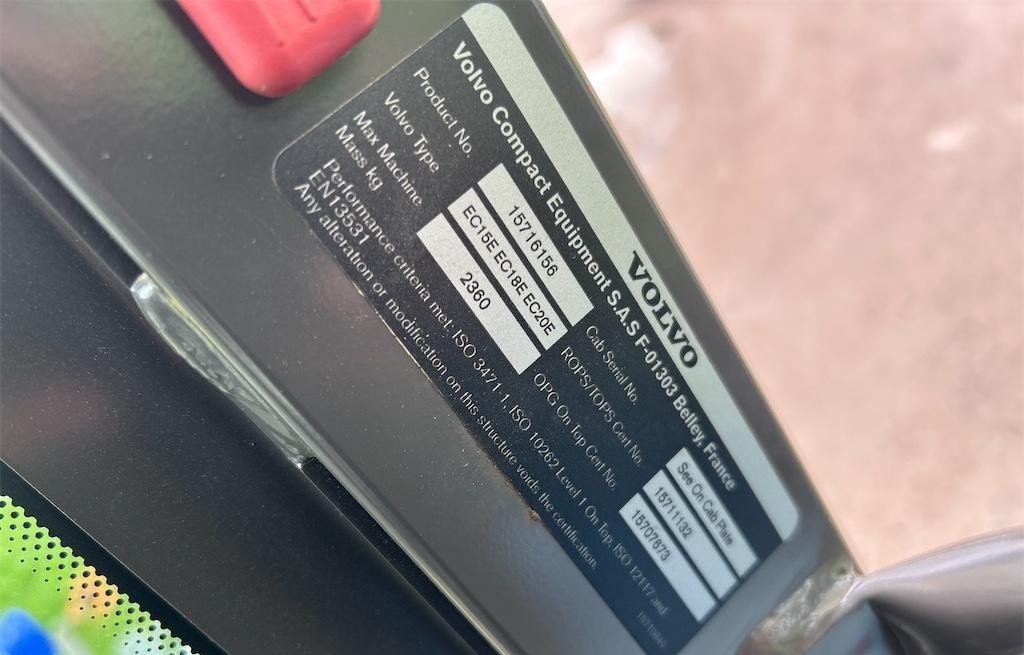 VOLVO
Volvo Compact Equipment S.A.S F-01303 Belley, France
Product No. 15716156 Cab Serial No. See On Cab Plate
Volvo Type EC15E EC18E EC20E ROPS/TOPS Cert No. 15711132
Max Machine Mass kg 2360 OPG On Top Cert No. 15707673
Performance criteria met: ISO 3471-1, ISO 10262 Level 1 On Top, ISO 12117 and
EN13531
Any alteration or modification on this structure voids the certification.